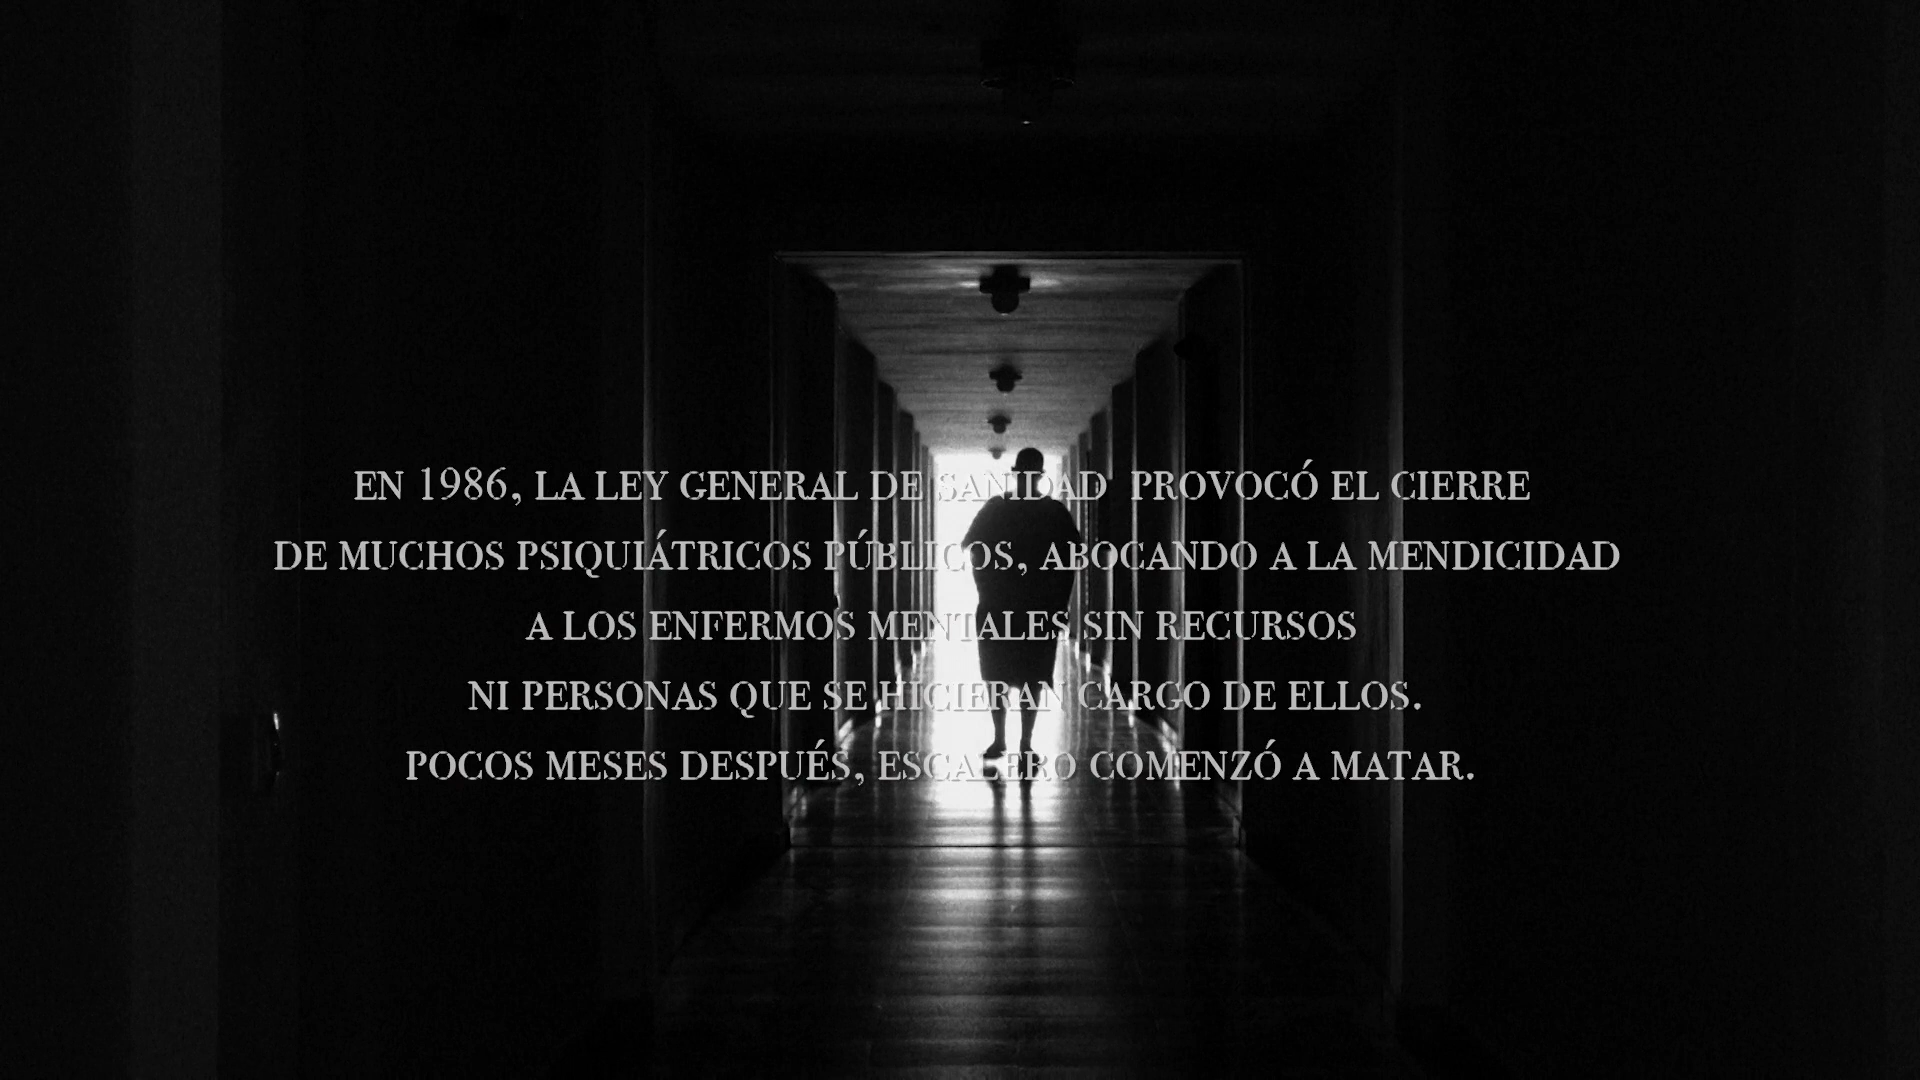 EN 1986, LA LEY GENERAL DE SANIDAD PROVOCÓ EL CIERRE
DE MUCHOS PSIQUIÁTRICOS PÚBLICOS, ABOCANDO A LA MENDICIDAD
A LOS ENFERMOS MENTALES SIN RECURSOS
NI PERSONAS QUE SE HICIERAN CARGO DE ELLOS.
POCOS MESES DESPUÉS, ESCALERO COMENZÓ A MATAR.